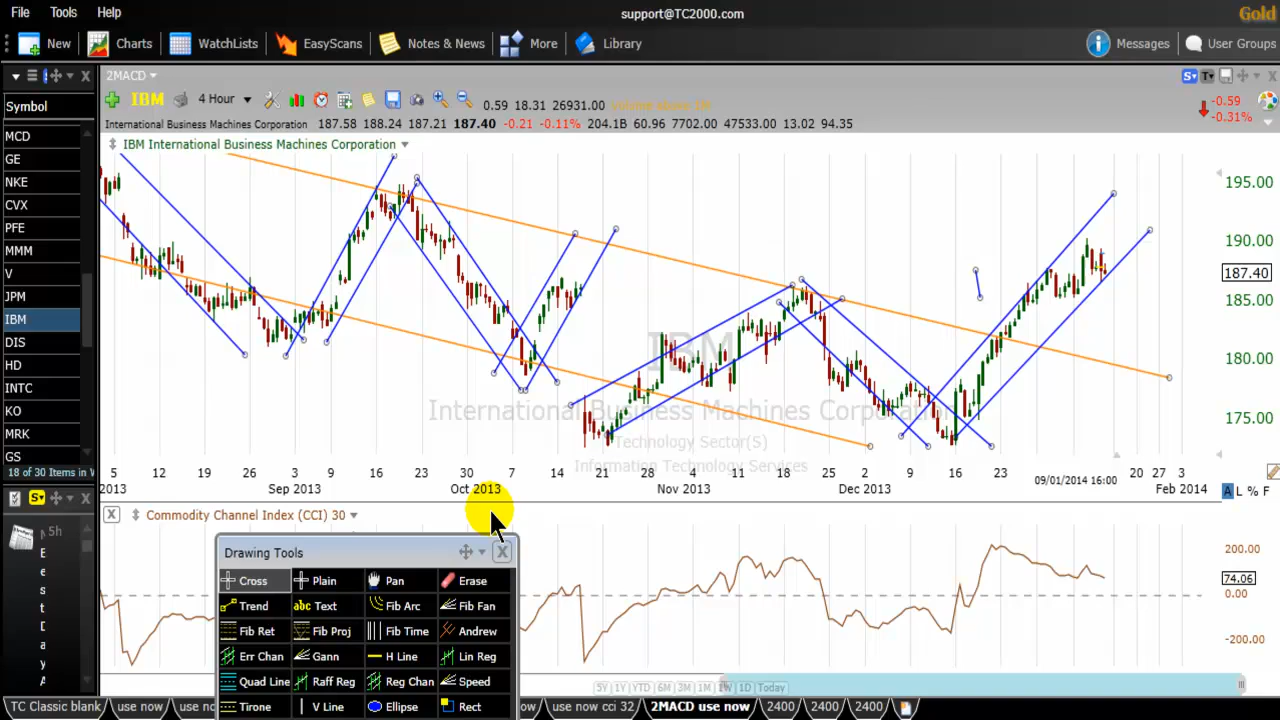 File Tools Help
support@TC2000.com
Gold
New Charts WatchLists EasyScans Notes & News More Library Messages User Groups
2MACD
Symbol
IBM 4 Hour 0.59 18.31 26931.00
-0.59
-0.31%
International Business Machines Corporation 187.58 188.24 187.21 187.40 -0.21 -0.11% 204.1B 60.96 7702.00 47533.00 13.02 94.35
MCD
GE
NKE
CVX
PFE
MMM
V
JPM
IBM
DIS
HD
INTC
KO
MRK
GS
18 of 30 Items in W
IBM International Business Machines Corporation
195.00
190.00
187.40
185.00
180.00
175.00
IBM
International Business Machines Corporation
Technology Sector(S)
Information Technology Services
5 12 19 26 3 9 16 23 30 7 14 21 28 4 11 18 25 2 9 16 23 20 27 3
2013 Sep 2013 Oct 2013 Nov 2013 Dec 2013 09/01/2014 16:00 Feb 2014
A L % F
Commodity Channel Index (CCI) 30
200.00
74.06
0.00
-200.00
S
5h
E
e
s
t
D
a
y
A
Drawing Tools
Cross Plain Pan Erase
Trend Text Fib Arc Fib Fan
Fib Ret Fib Proj Fib Time Andrew
Err Chan Gann H Line Lin Reg
Quad Line Raff Reg Reg Chan Speed
Tirone V Line Ellipse Rect
5Y 1Y YTD 6M 3M 1M 1W 1D Today
TC Classic blank use now use no ow use now cci 32 2MACD use now 2400 2400 2400